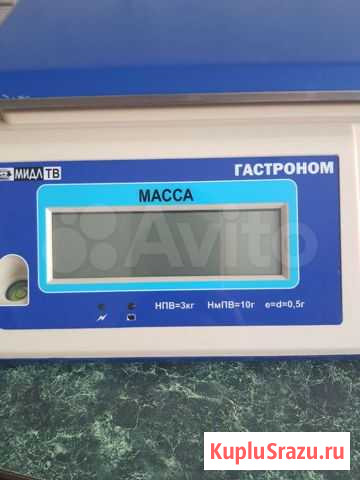 МИДЛ ТВ
ГАСТРОНОМ
МАССА
Avito
НПВ=3кг НмПВ=10г e=d=0,5г
KupluSrazu.ru